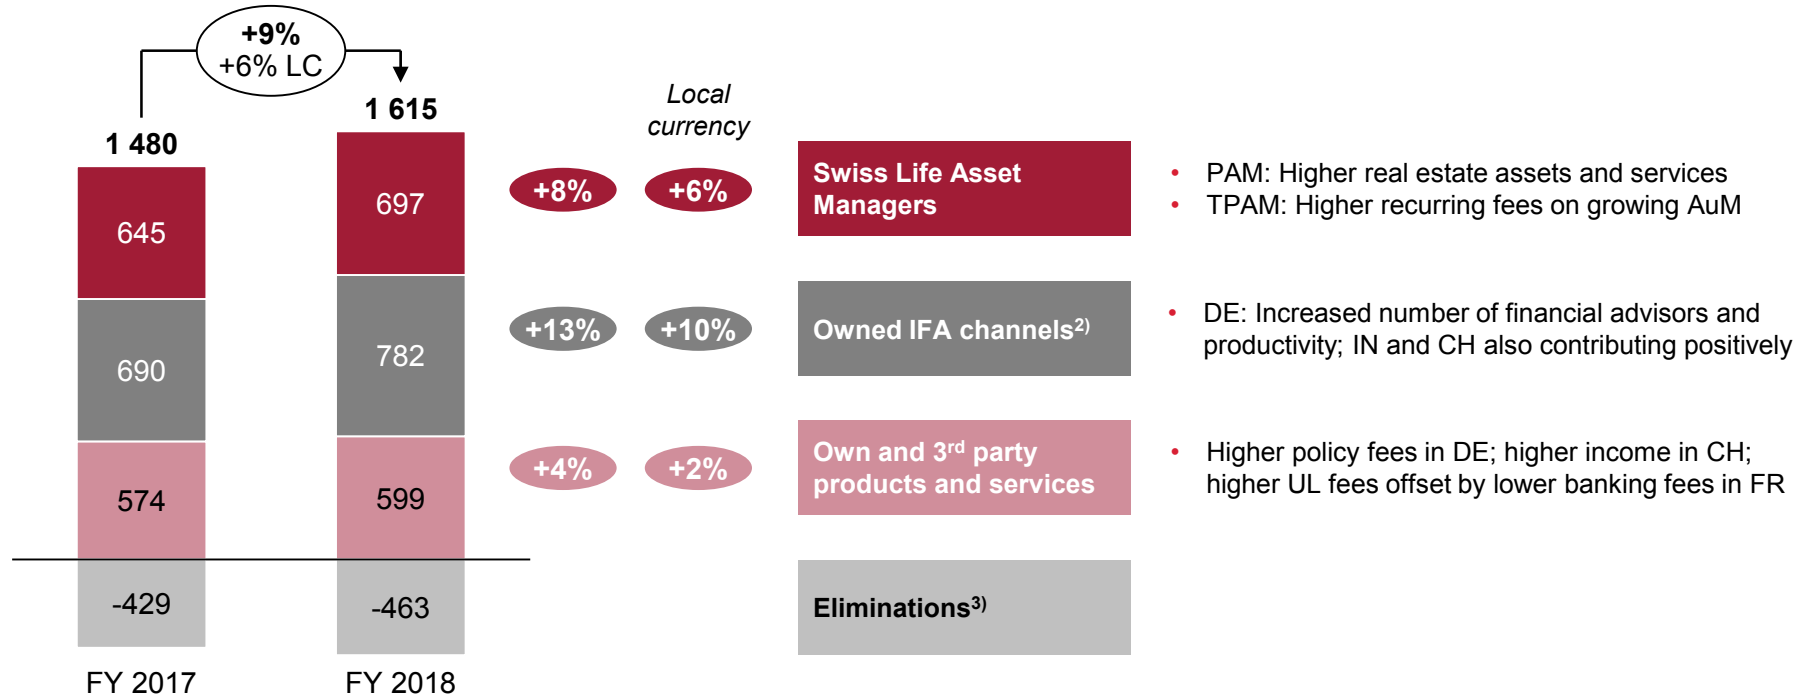 +9%
+6% LC
1 480
1 615
645
690
574
-429
FY 2017
697
782
599
-463
FY 2018
Local
currency
+8%
+6%
Swiss Life Asset
Managers
• PAM: Higher real estate assets and services
• TPAM: Higher recurring fees on growing AuM
+13%
+10%
Owned IFA channels2)
• DE: Increased number of financial advisors and
productivity; IN and CH also contributing positively
+4%
+2%
Own and 3rd party
products and services
• Higher policy fees in DE; higher income in CH;
higher UL fees offset by lower banking fees in FR
Eliminations3)